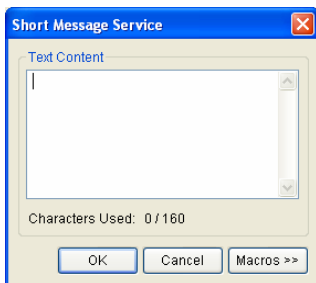 Short Message Service
Text Content
Characters Used: 0 / 160
OK Cancel Macros >>